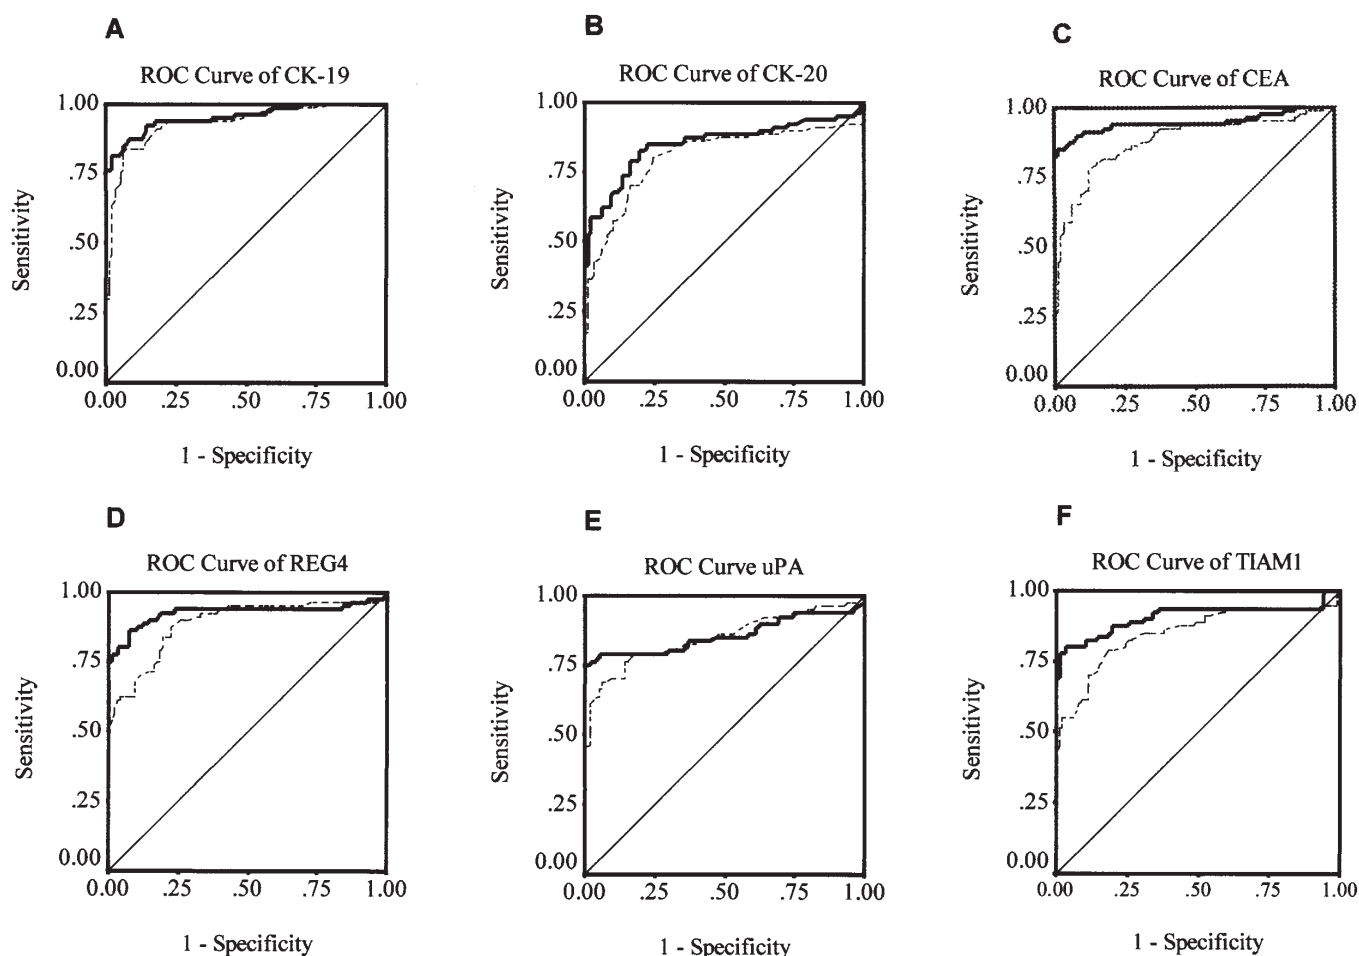 A
ROC Curve of CK-19
1.00
.75
.50
.25
0.00
Sensitivity
0.00 .25 .50 .75 1.00
1 - Specificity
B
ROC Curve of CK-20
1.00
.75
.50
.25
0.00
Sensitivity
0.00 .25 .50 .75 1.00
1 - Specificity
C
ROC Curve of CEA
1.00
.75
.50
.25
0.00
Sensitivity
0.00 .25 .50 .75 1.00
1 - Specificity
D
ROC Curve of REG4
1.00
.75
.50
.25
0.00
Sensitivity
0.00 .25 .50 .75 1.00
1 - Specificity
E
ROC Curve uPA
1.00
.75
.50
.25
0.00
Sensitivity
0.00 .25 .50 .75 1.00
1 - Specificity
F
ROC Curve of TIAM1
1.00
.75
.50
.25
0.00
Sensitivity
0.00 .25 .50 .75 1.00
1 - Specificity